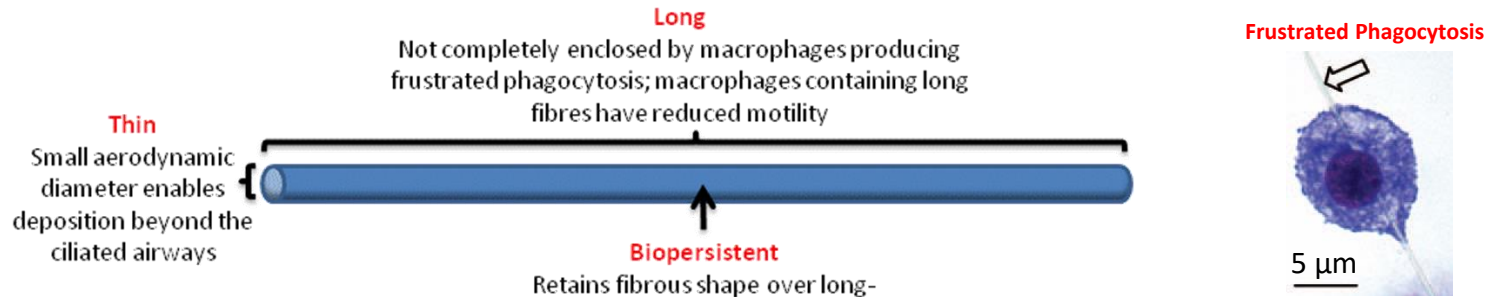 Long
Not completely enclosed by macrophages producing
frustrated phagocytosis; macrophages containing long
fibres have reduced motility
Thin
Small aerodynamic
diameter enables
deposition beyond the
ciliated airways
Biopersistent
Retains fibrous shape over long-
Frustrated Phagocytosis
5 µm